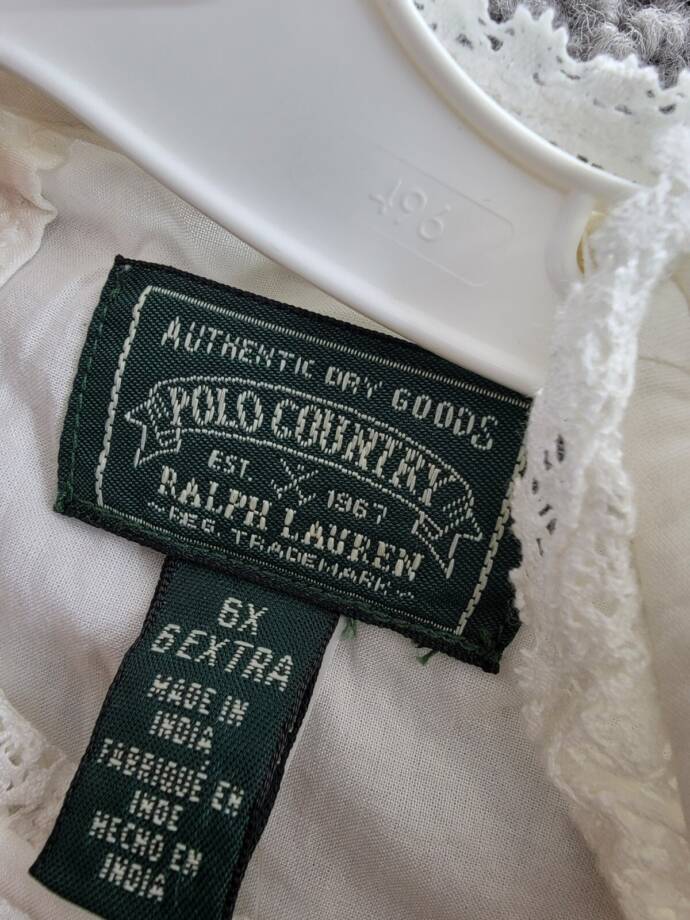 496
AUTHENTIC DRY GOODS
POLO COUNTRY
EST. 1967
RALPH LAUREN
REG. TRADEMARK
6X
6EXTRA
MADE IN
INDIA
FABRIQUÉ EN
INDE
HECHO EN
INDIA